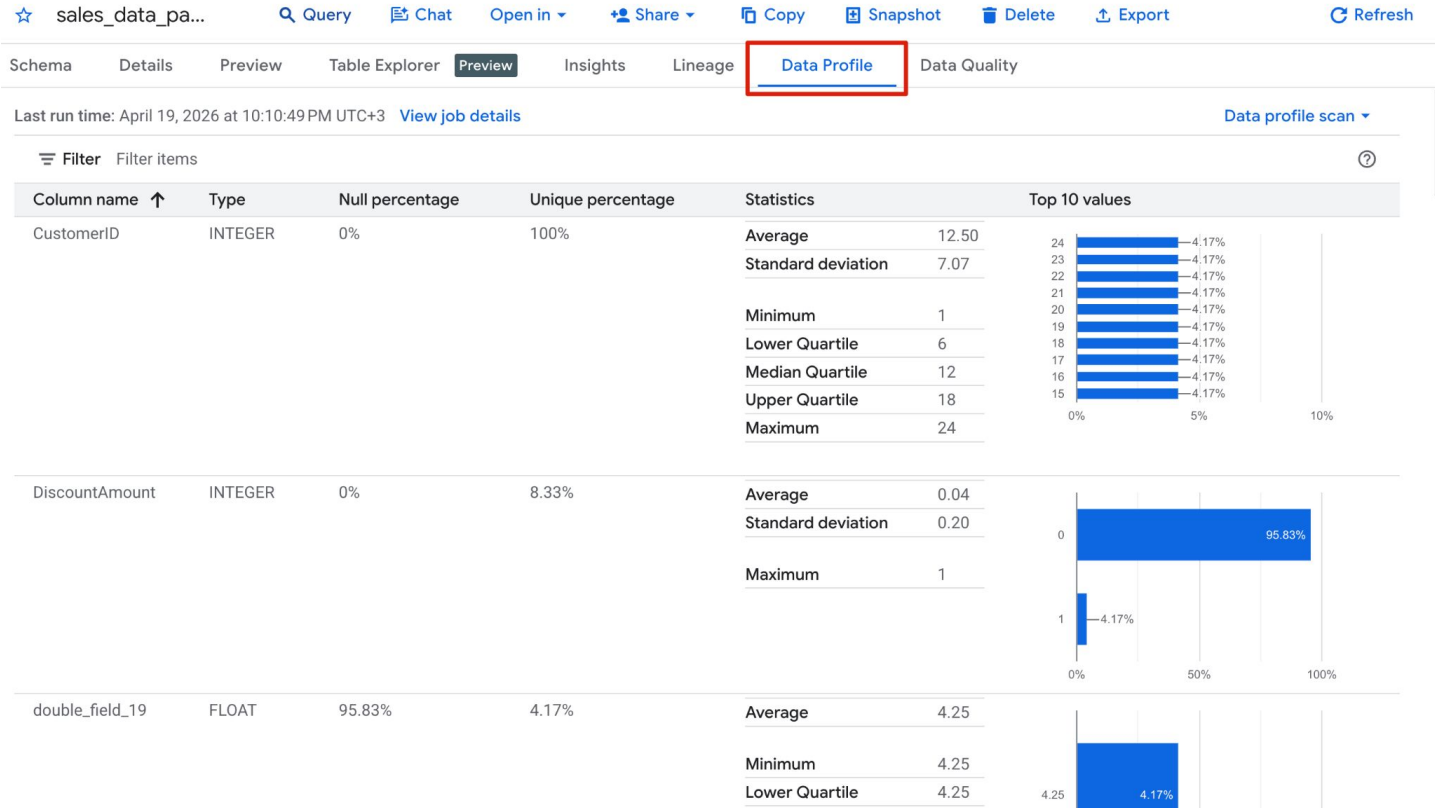 sales_data_pa... Query Chat Open in Share Copy Snapshot Delete Export Refresh
Schema Details Preview Table Explorer Preview Insights Lineage Data Profile Data Quality
Last run time: April 19, 2026 at 10:10:49 PM UTC+3 View job details Data profile scan
Filter Filter items
Column name Type Null percentage Unique percentage Statistics Top 10 values
CustomerID INTEGER 0% 100%
Average 12.50
Standard deviation 7.07
Minimum 1
Lower Quartile 6
Median Quartile 12
Upper Quartile 18
Maximum 24
24 4.17%
23 4.17%
22 4.17%
21 4.17%
20 4.17%
19 4.17%
18 4.17%
17 4.17%
16 4.17%
15 4.17%
0% 5% 10%
DiscountAmount INTEGER 0% 8.33%
Average 0.04
Standard deviation 0.20
Maximum 1
0 95.83%
1 4.17%
0% 50% 100%
double_field_19 FLOAT 95.83% 4.17%
Average 4.25
Minimum 4.25
Lower Quartile 4.25
4.25 4.17%